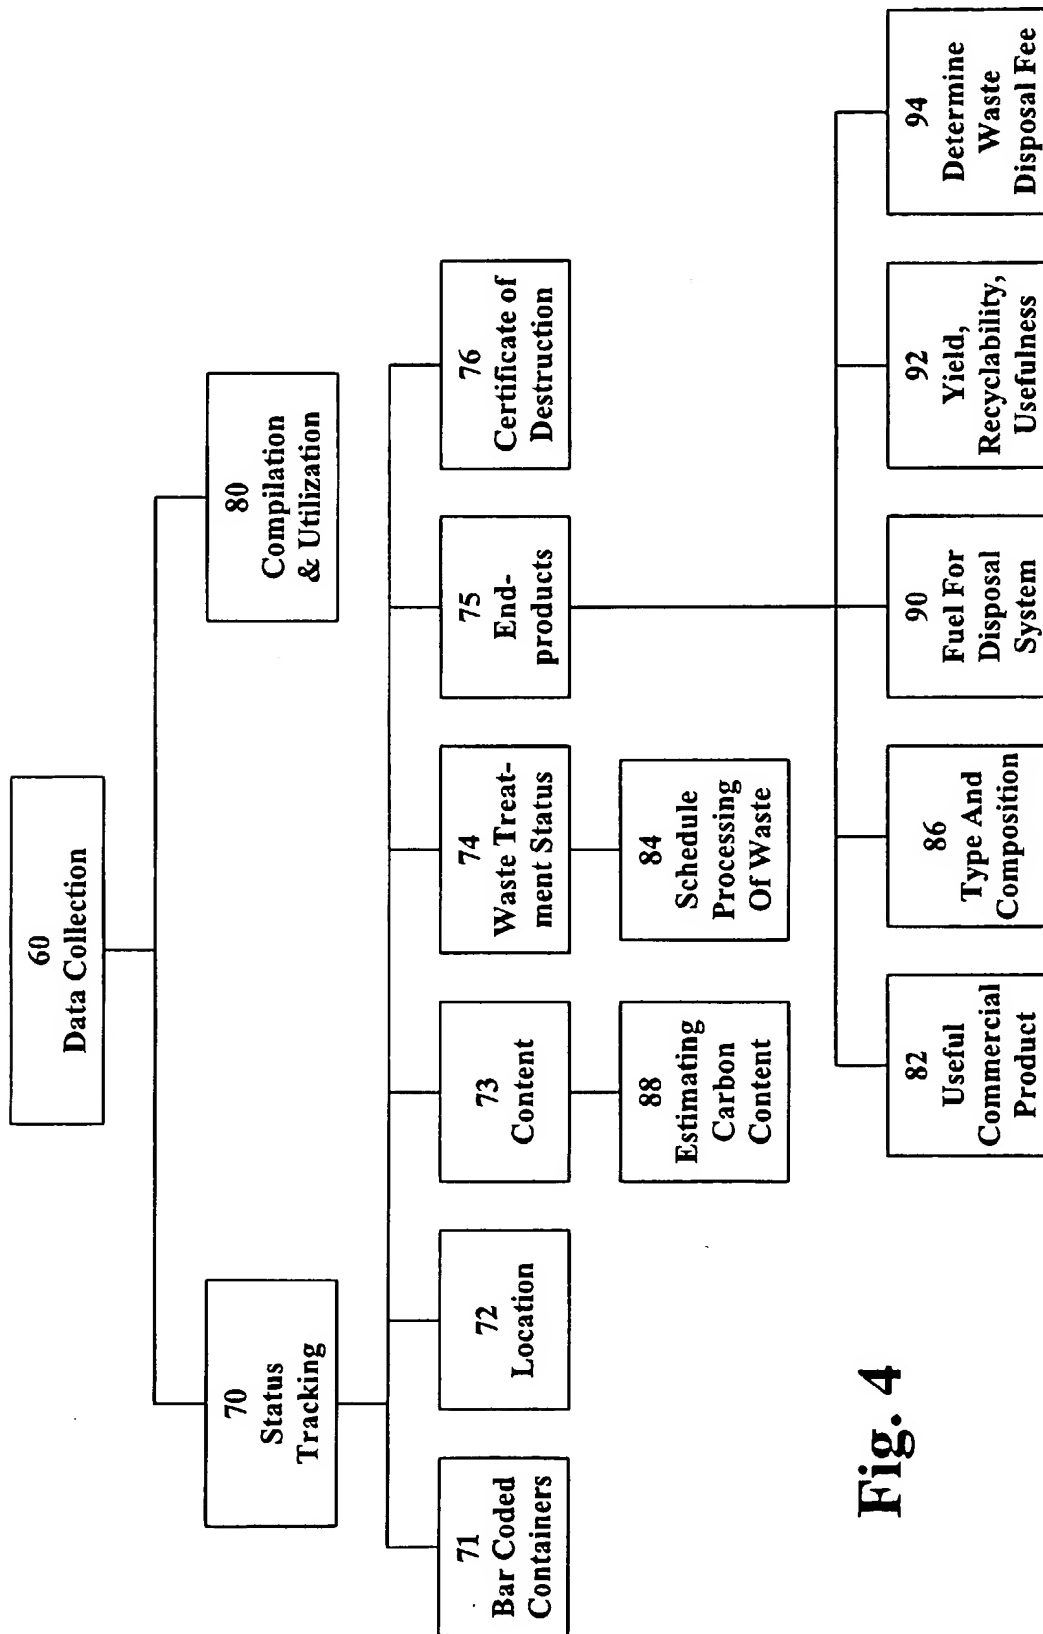 60
Data Collection
70
Status
Tracking
80
Compilation
& Utilization
71
Bar Coded
Containers
72
Location
73
Content
74
Waste Treat-
ment Status
75
End-
products
76
Certificate of
Destruction
88
Estimating
Carbon
Content
84
Schedule
Processing
Of Waste
82
Useful
Commercial
Product
86
Type And
Composition
90
Fuel For
Disposal
System
92
Yield,
Recyclability,
Usefulness
94
Determine
Waste
Disposal Fee
Fig. 4